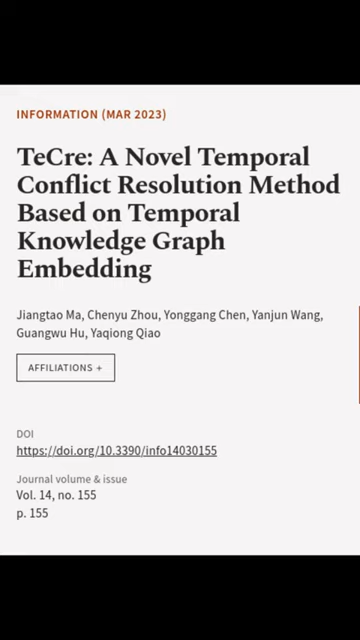 INFORMATION (MAR 2023)
TeCre: A Novel Temporal
Conflict Resolution Method
Based on Temporal
Knowledge Graph
Embedding
Jiangtao Ma, Chenyu Zhou, Yonggang Chen, Yanjun Wang,
Guangwu Hu, Yaqiong Qiao
AFFILIATIONS +
DOI
https://doi.org/10.3390/info14030155
Journal volume & issue
Vol. 14, no. 155
p. 155